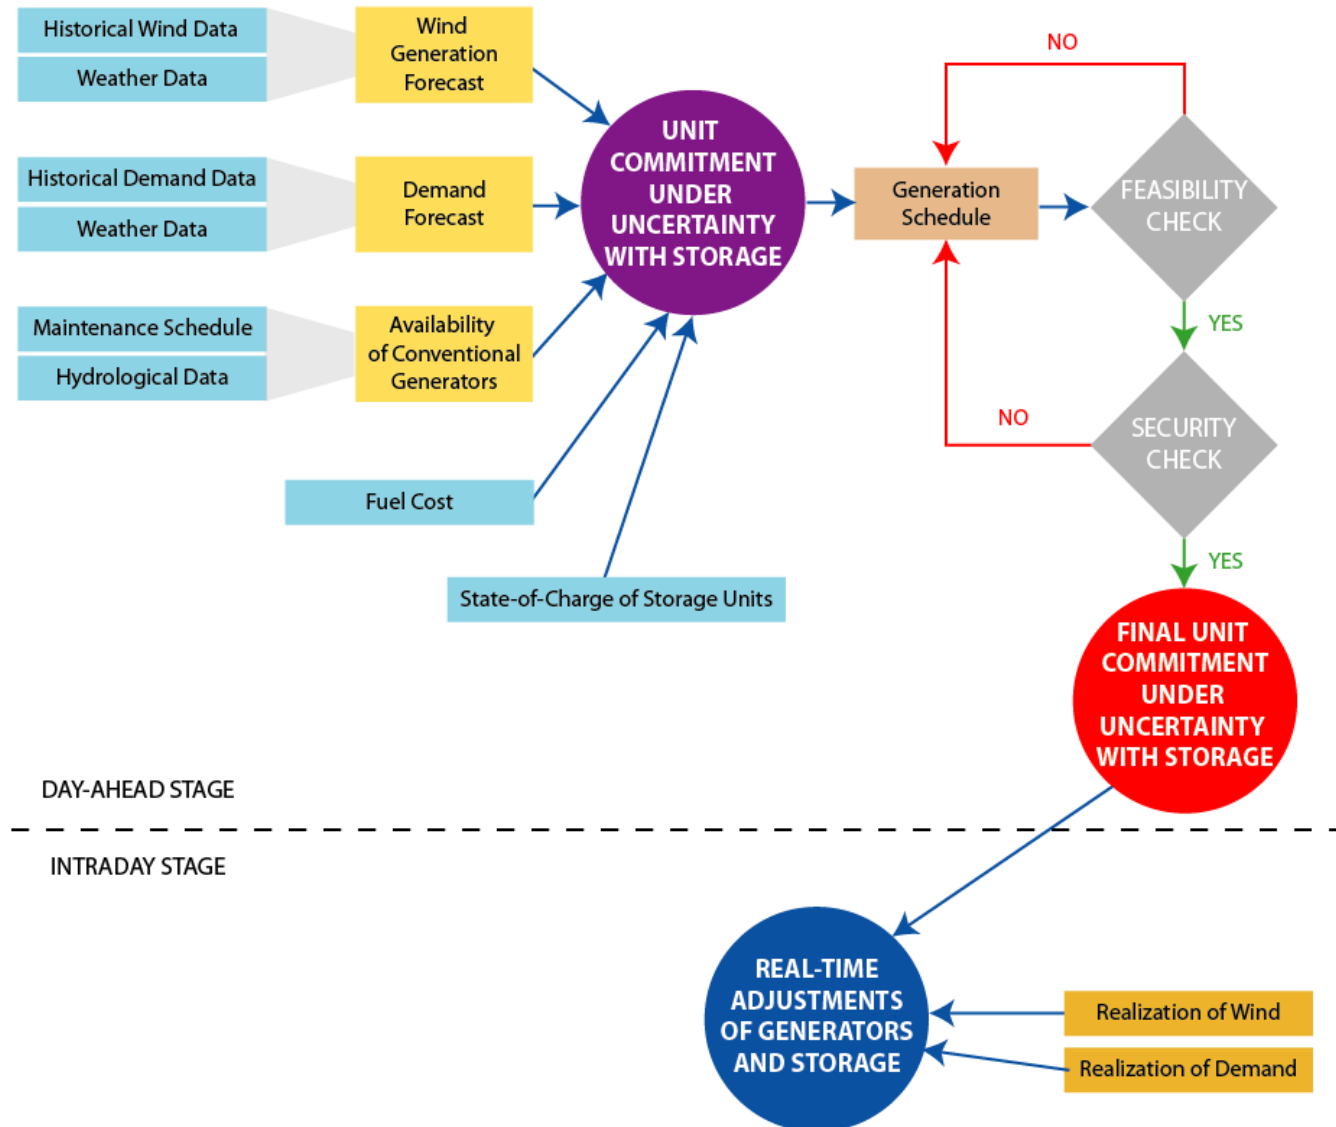 Historical Wind Data
Weather Data
Wind
Generation
Forecast
Historical Demand Data
Weather Data
Demand
Forecast
Maintenance Schedule
Hydrological Data
Availability
of Conventional
Generators
Fuel Cost
State-of-Charge of Storage Units
UNIT
COMMITMENT
UNDER
UNCERTAINTY
WITH STORAGE
Generation
Schedule
NO
FEASIBILITY
CHECK
YES
NO
SECURITY
CHECK
YES
FINAL UNIT
COMMITMENT
UNDER
UNCERTAINTY
WITH STORAGE
DAY-AHEAD STAGE
INTRADAY STAGE
REAL-TIME
ADJUSTMENTS
OF GENERATORS
AND STORAGE
Realization of Wind
Realization of Demand